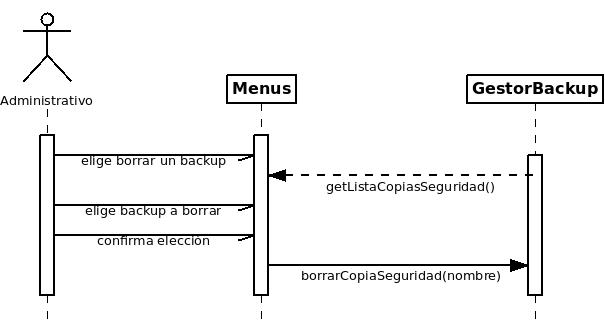 Administrativo
Menus
GestorBackup
elige borrar un backup
getListaCopiasSeguridad()
elige backup a borrar
confirma elección
borrarCopiaSeguridad(nombre)